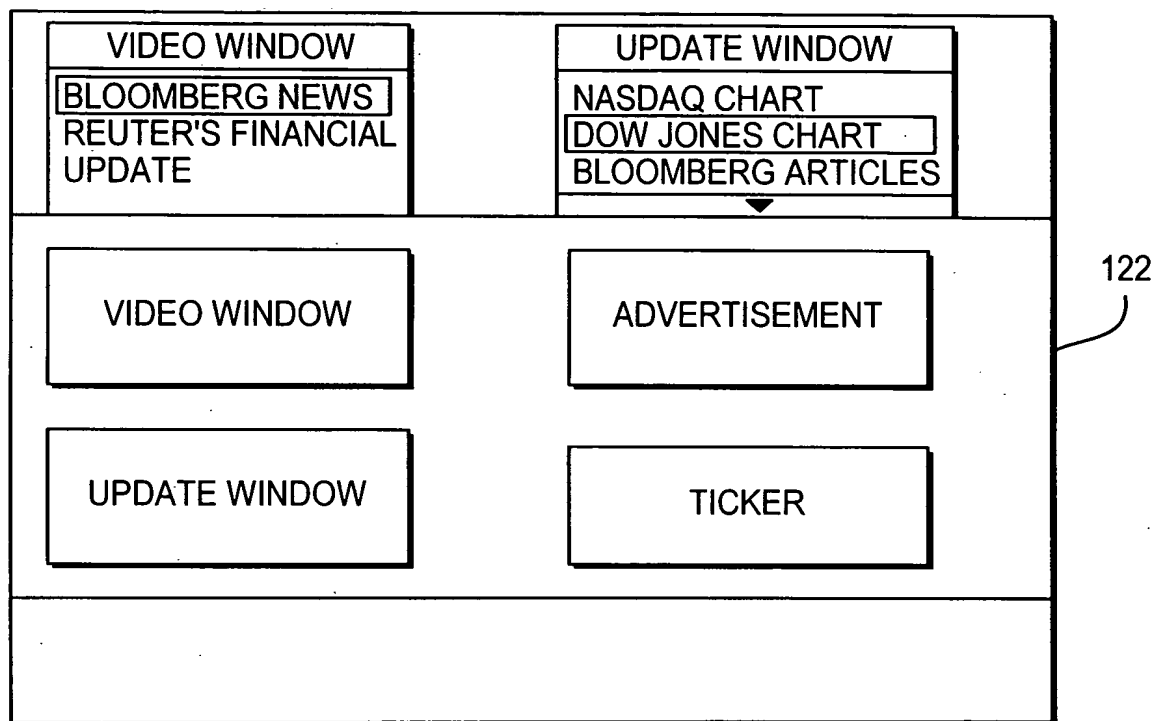 VIDEO WINDOW
BLOOMBERG NEWS
REUTER'S FINANCIAL
UPDATE
UPDATE WINDOW
NASDAQ CHART
DOW JONES CHART
BLOOMBERG ARTICLES
122
VIDEO WINDOW
ADVERTISEMENT
UPDATE WINDOW
TICKER